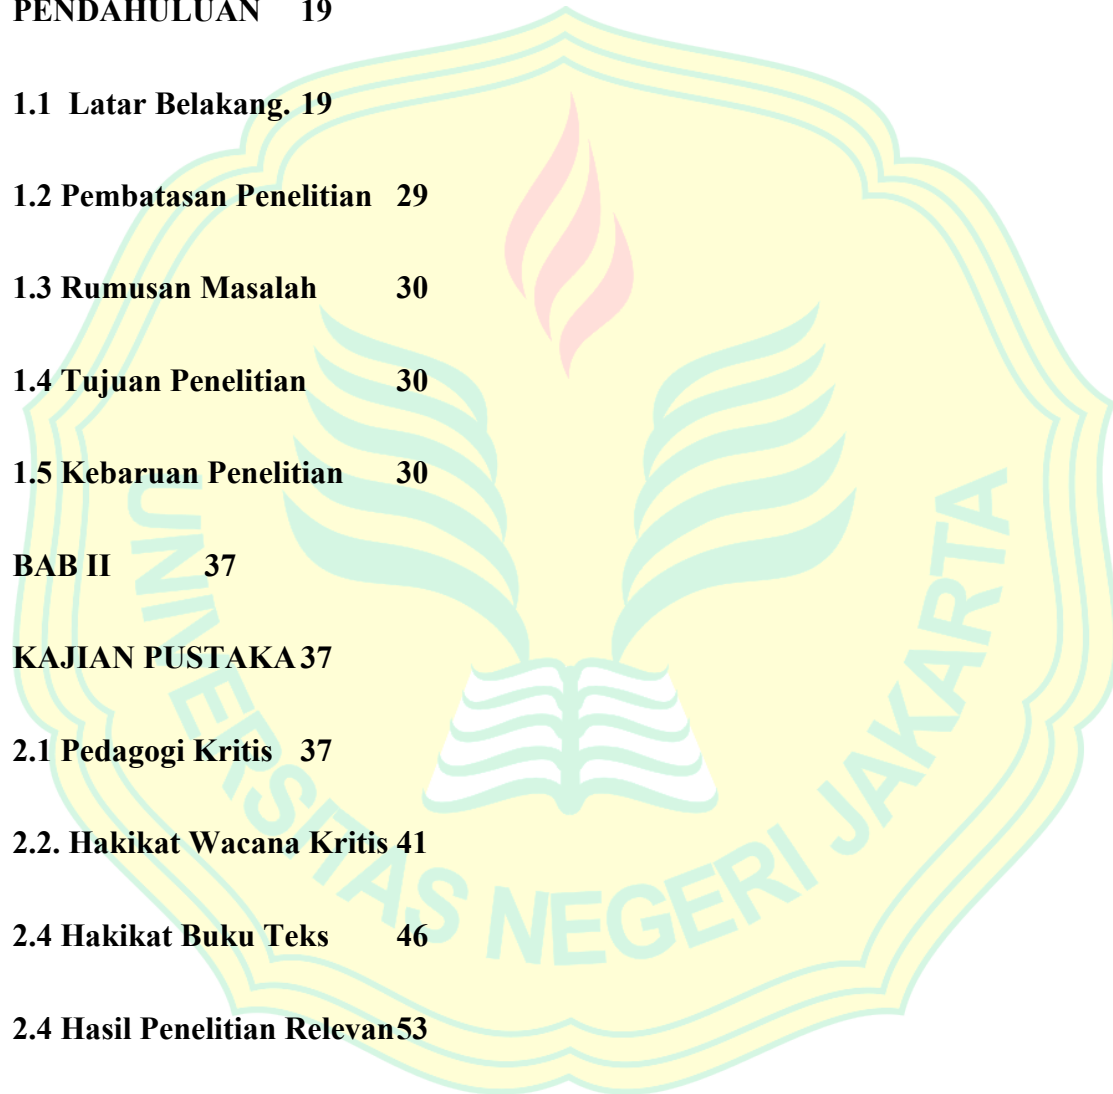 PENDAHULUAN 19
1.1 Latar Belakang. 19
1.2 Pembatasan Penelitian 29
1.3 Rumusan Masalah 30
1.4 Tujuan Penelitian 30
1.5 Kebaruan Penelitian 30
BAB II 37
KAJIAN PUSTAKA 37
2.1 Pedagogi Kritis 37
2.2. Hakikat Wacana Kritis 41
2.4 Hakikat Buku Teks 46
2.4 Hasil Penelitian Relevan 53
UNIVERSITAS NEGERI JAKARTA